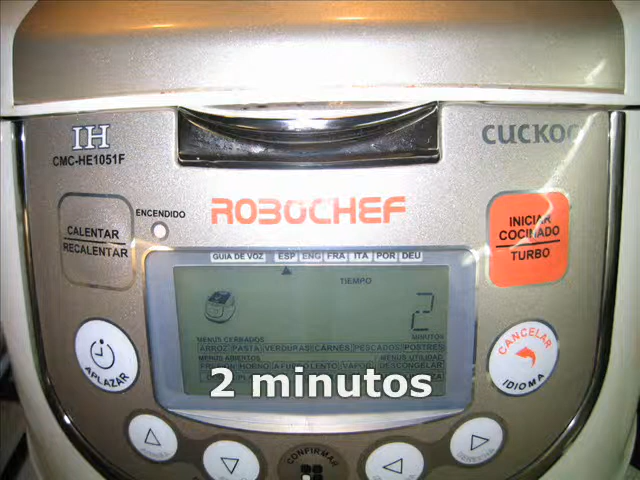 IH
CMC-HE1051F
CUCKOO
ROBOCHEF
ENCENDIDO
CALENTAR
RECALENTAR
INICIAR
COCINADO
TURBO
GUIA DE VOZ ESP ENG FRA ITA POR DEU
TIEMPO
2
MINUTOS
MENUS CERRADOS
ARROZ PASTA VERDURAS CARNES PESCADOS POSTRES
MENUS ABIERTOS MENUS UTILIDAD
HORNO A FUEGO LENTO VAPOR DESCONGELAR
2 minutos
APLAZAR
CANCELAR
IDIOMA
CONFIRMAR